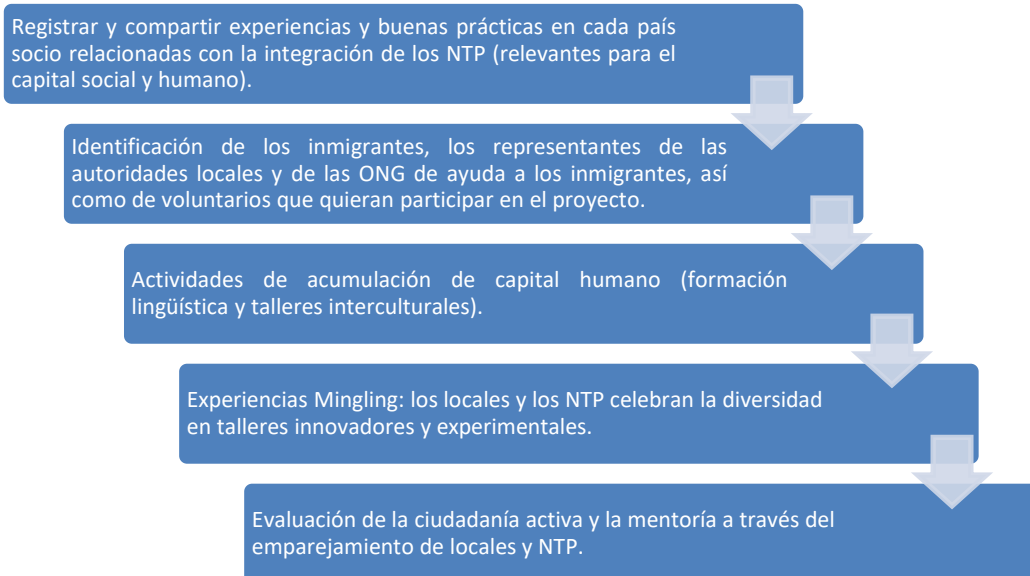 Registrar y compartir experiencias y buenas prácticas en cada país
socio relacionadas con la integración de los NTP (relevantes para el
capital social y humano).
Identificación de los inmigrantes, los representantes de las
autoridades locales y de las ONG de ayuda a los inmigrantes, así
como de voluntarios que quieran participar en el proyecto.
Actividades de acumulación de capital humano (formación
lingüística y talleres interculturales).
Experiencias Mingling: los locales y los NTP celebran la diversidad
en talleres innovadores y experimentales.
Evaluación de la ciudadanía activa y la mentoría a través del
emparejamiento de locales y NTP.